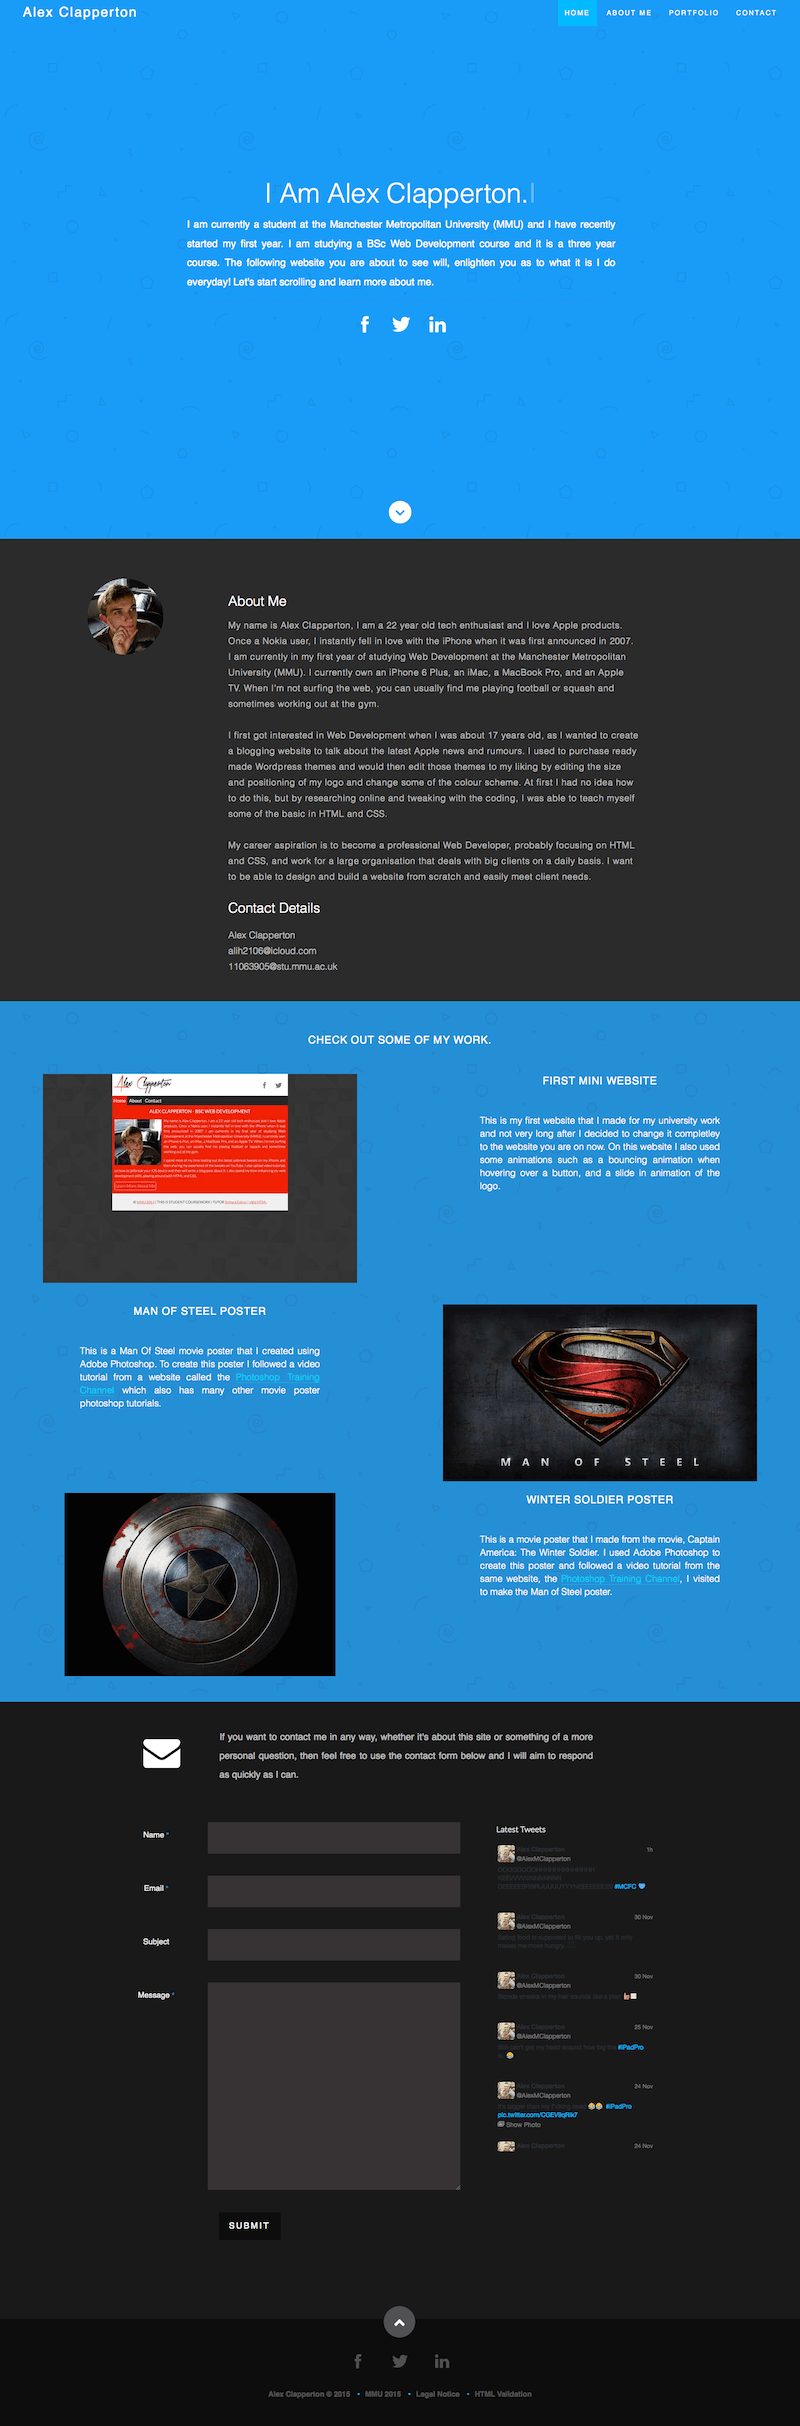 Alex Clapperton
HOME ABOUT ME PORTFOLIO CONTACT
I Am Alex Clapperton.
I am currently a student at the Manchester Metropolitan University (MMU) and I have recently
started my first year. I am studying a BSc Web Development course and it is a three year
course. The following website you are about to see will, enlighten you as to what it is I do
everyday! Let's start scrolling and learn more about me.
About Me
My name is Alex Clapperton, I am a 22 year old tech enthusiast and I love Apple products.
Once a Nokia user, I instantly fell in love with the iPhone when it was first announced in 2007.
I am currently in my first year of studying Web Development at the Manchester Metropolitan
University (MMU). I currently own an iPhone 6 Plus, an iMac, a MacBook Pro, and an Apple
TV. When I'm not surfing the web, you can usually find me playing football or squash and
sometimes working out at the gym.
I first got interested in Web Development when I was about 17 years old, as I wanted to create
a blogging website to talk about the latest Apple news and rumours. I used to purchase ready
made Wordpress themes and would then edit those themes to my liking by editing the size
and positioning of my logo and change some of the colour scheme. At first I had no idea how
to do this, but by researching online and tweaking with the coding, I was able to teach myself
some of the basic in HTML and CSS.
My career aspiration is to become a professional Web Developer, probably focusing on HTML
and CSS, and work for a large organisation that deals with big clients on a daily basis. I want
to be able to design and build a website from scratch and easily meet client needs.
Contact Details
Alex Clapperton
alih2106@icloud.com
11063905@stu.mmu.ac.uk
CHECK OUT SOME OF MY WORK.
Alex Clapperton
Home About Contact
ALEX CLAPPERTON - BSC WEB DEVELOPMENT
FIRST MINI WEBSITE
This is my first website that I made for my university work
and not very long after I decided to change it completley
to the website you are on now. On this website I also used
some animations such as a bouncing animation when
hovering over a button, and a slide in animation of the
logo.
MAN OF STEEL POSTER
This is a Man Of Steel movie poster that I created using
Adobe Photoshop. To create this poster I followed a video
tutorial from a website called the Photoshop Training
Channel which also has many other movie poster
photoshop tutorials.
MAN OF STEEL
WINTER SOLDIER POSTER
This is a movie poster that I made from the movie, Captain
America: The Winter Soldier. I used Adobe Photoshop to
create this poster and followed a video tutorial from the
same website, the Photoshop Training Channel, I visited
to make the Man of Steel poster.
If you want to contact me in any way, whether it's about this site or something of a more
personal question, then feel free to use the contact form below and I will aim to respond
as quickly as I can.
Name *
Email *
Subject
Message *
SUBMIT
Latest Tweets
Alex Clapperton 1h
@AlexMClapperton
#MCFC
Alex Clapperton 30 Nov
@AlexMClapperton
Alex Clapperton 30 Nov
@AlexMClapperton
Alex Clapperton 25 Nov
@AlexMClapperton
#iPadPro
Alex Clapperton 24 Nov
@AlexMClapperton
#iPadPro
Show Photo
Alex Clapperton 24 Nov
Alex Clapperton © 2015 • MMU 2015 • Legal Notice • HTML Validation